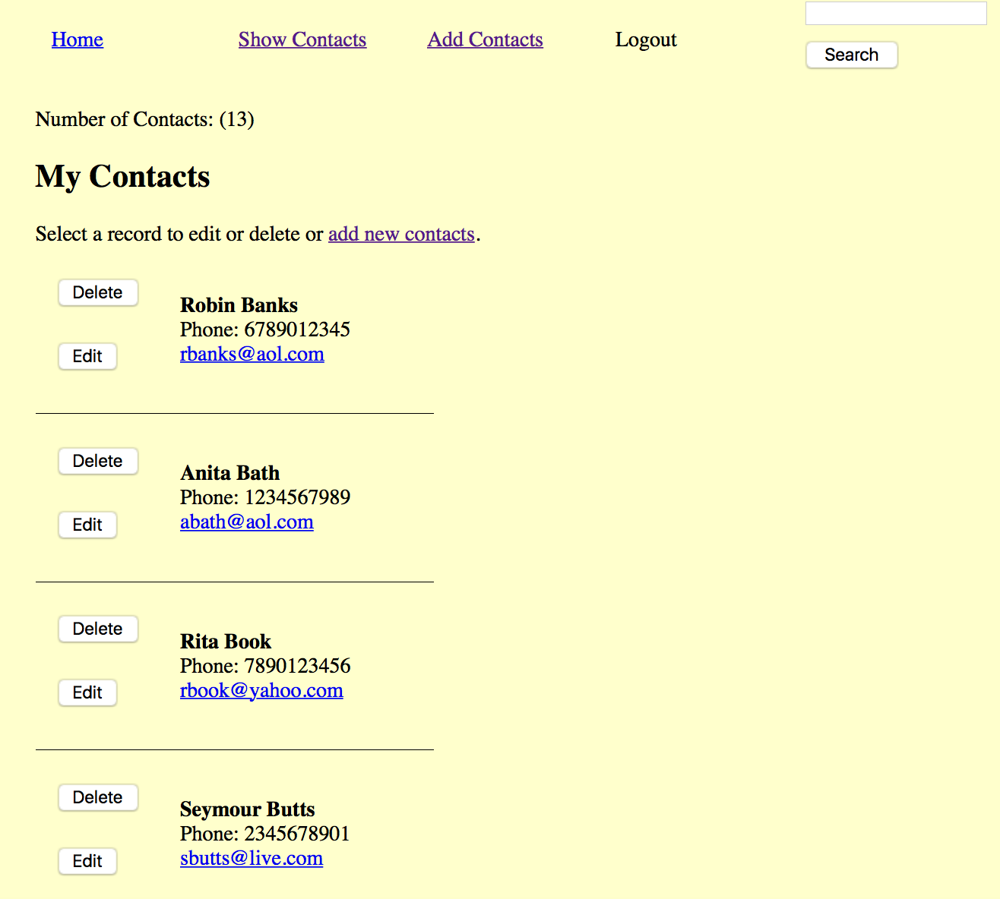 Home Show Contacts Add Contacts Logout
Search
Number of Contacts: (13)
My Contacts
Select a record to edit or delete or add new contacts.
Delete
Edit
Robin Banks
Phone: 6789012345
rbanks@aol.com
Delete
Edit
Anita Bath
Phone: 1234567989
abath@aol.com
Delete
Edit
Rita Book
Phone: 7890123456
rbook@yahoo.com
Delete
Edit
Seymour Butts
Phone: 2345678901
sbutts@live.com